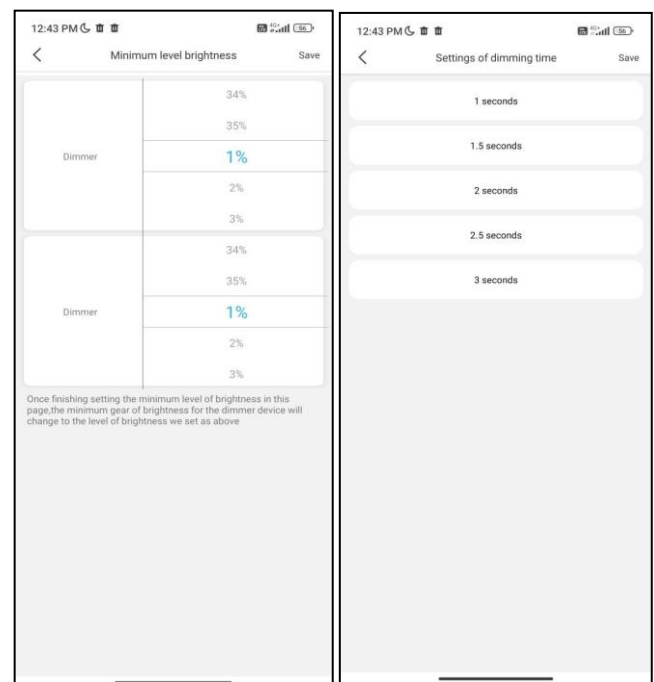 12:43 PM
56
Minimum level brightness
Save
34%
35%
Dimmer
1%
2%
3%
34%
35%
Dimmer
1%
2%
3%
Once finishing setting the minimum level of brightness in this
page,the minimum gear of brightness for the dimmer device will
change to the level of brightness we set as above
12:43 PM
56
Settings of dimming time
Save
1 seconds
1.5 seconds
2 seconds
2.5 seconds
3 seconds